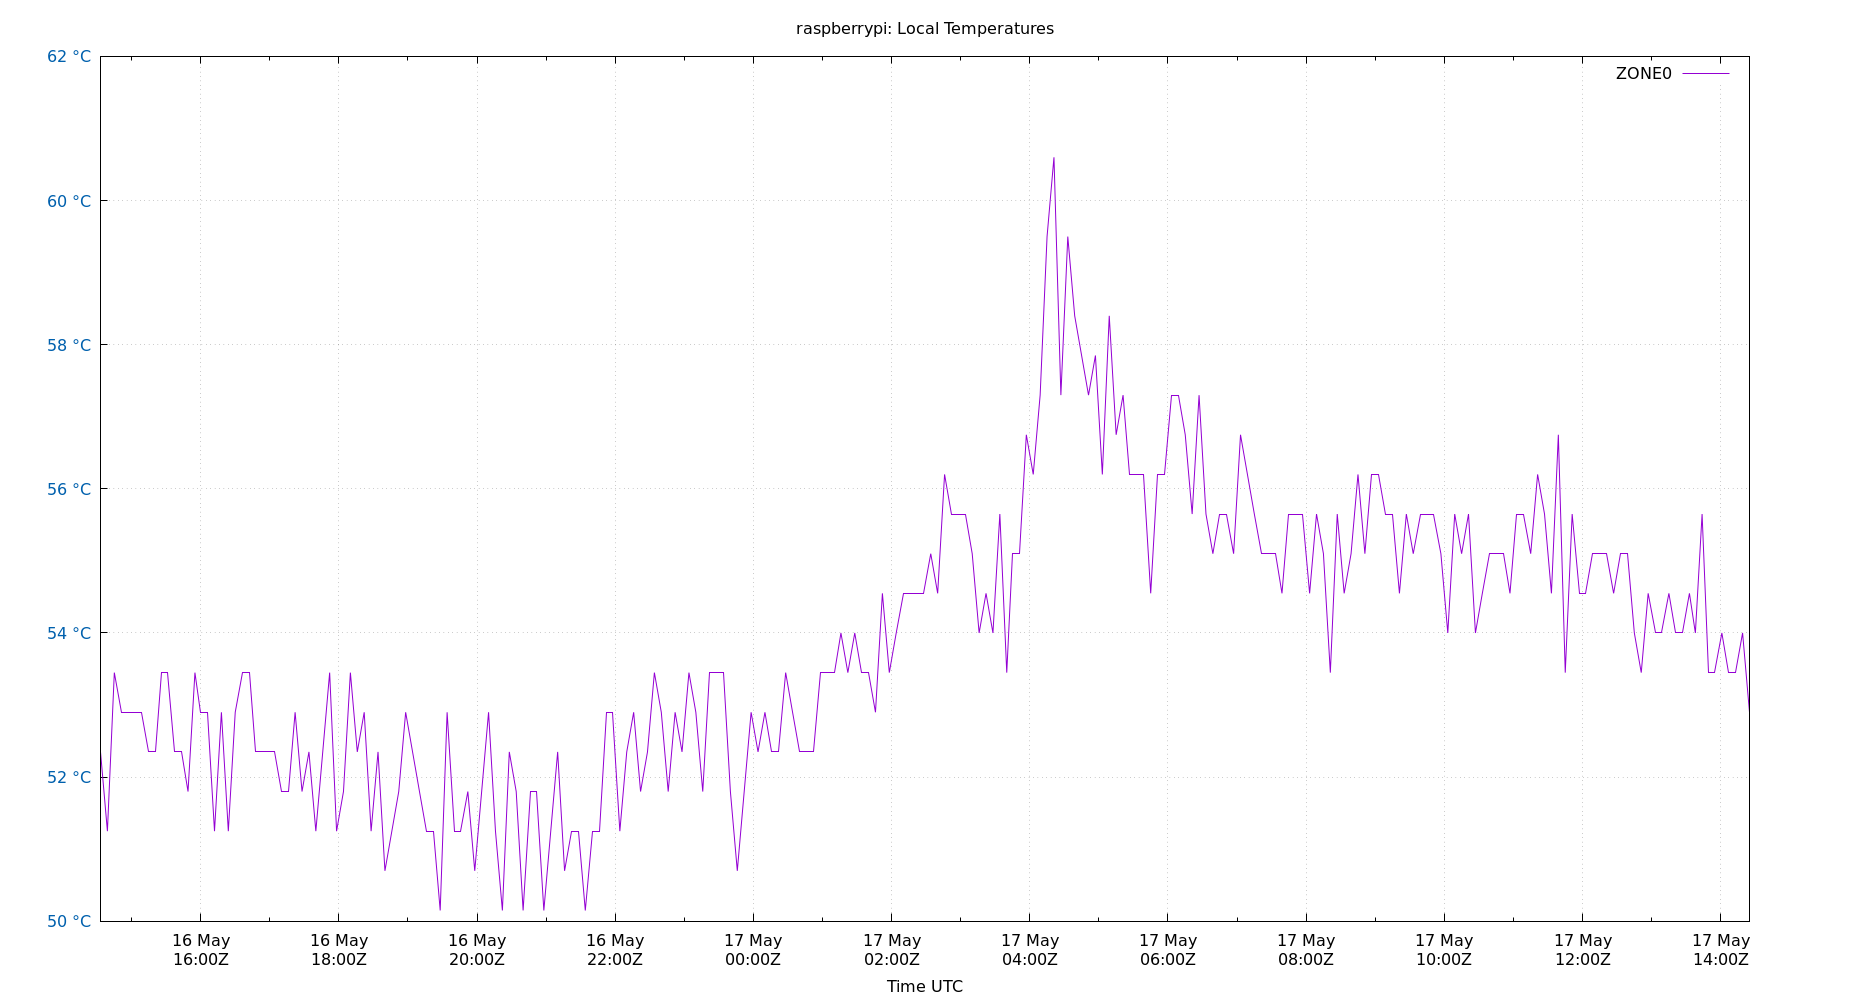 raspberrypi: Local Temperatures
62 °C
ZONE0
60 °C
58 °C
56 °C
54 °C
52 °C
50 °C
16 May 16 May 16 May 16 May 17 May 17 May 17 May 17 May 17 May 17 May 17 May 17 May
16:00Z 18:00Z 20:00Z 22:00Z 00:00Z 02:00Z 04:00Z 06:00Z 08:00Z 10:00Z 12:00Z 14:00Z
Time UTC